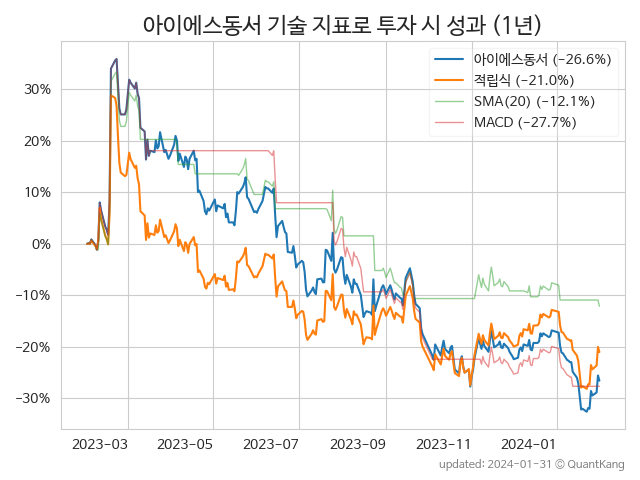 아이에스동서 기술 지표로 투자 시 성과 (1년)
아이에스동서 (−26.6%)
적립식 (−21.0%)
SMA(20) (−12.1%)
MACD (−27.7%)
30%
20%
10%
0%
−10%
−20%
−30%
2023-03 2023-05 2023-07 2023-09 2023-11 2024-01
updated: 2024-01-31 © QuantKang